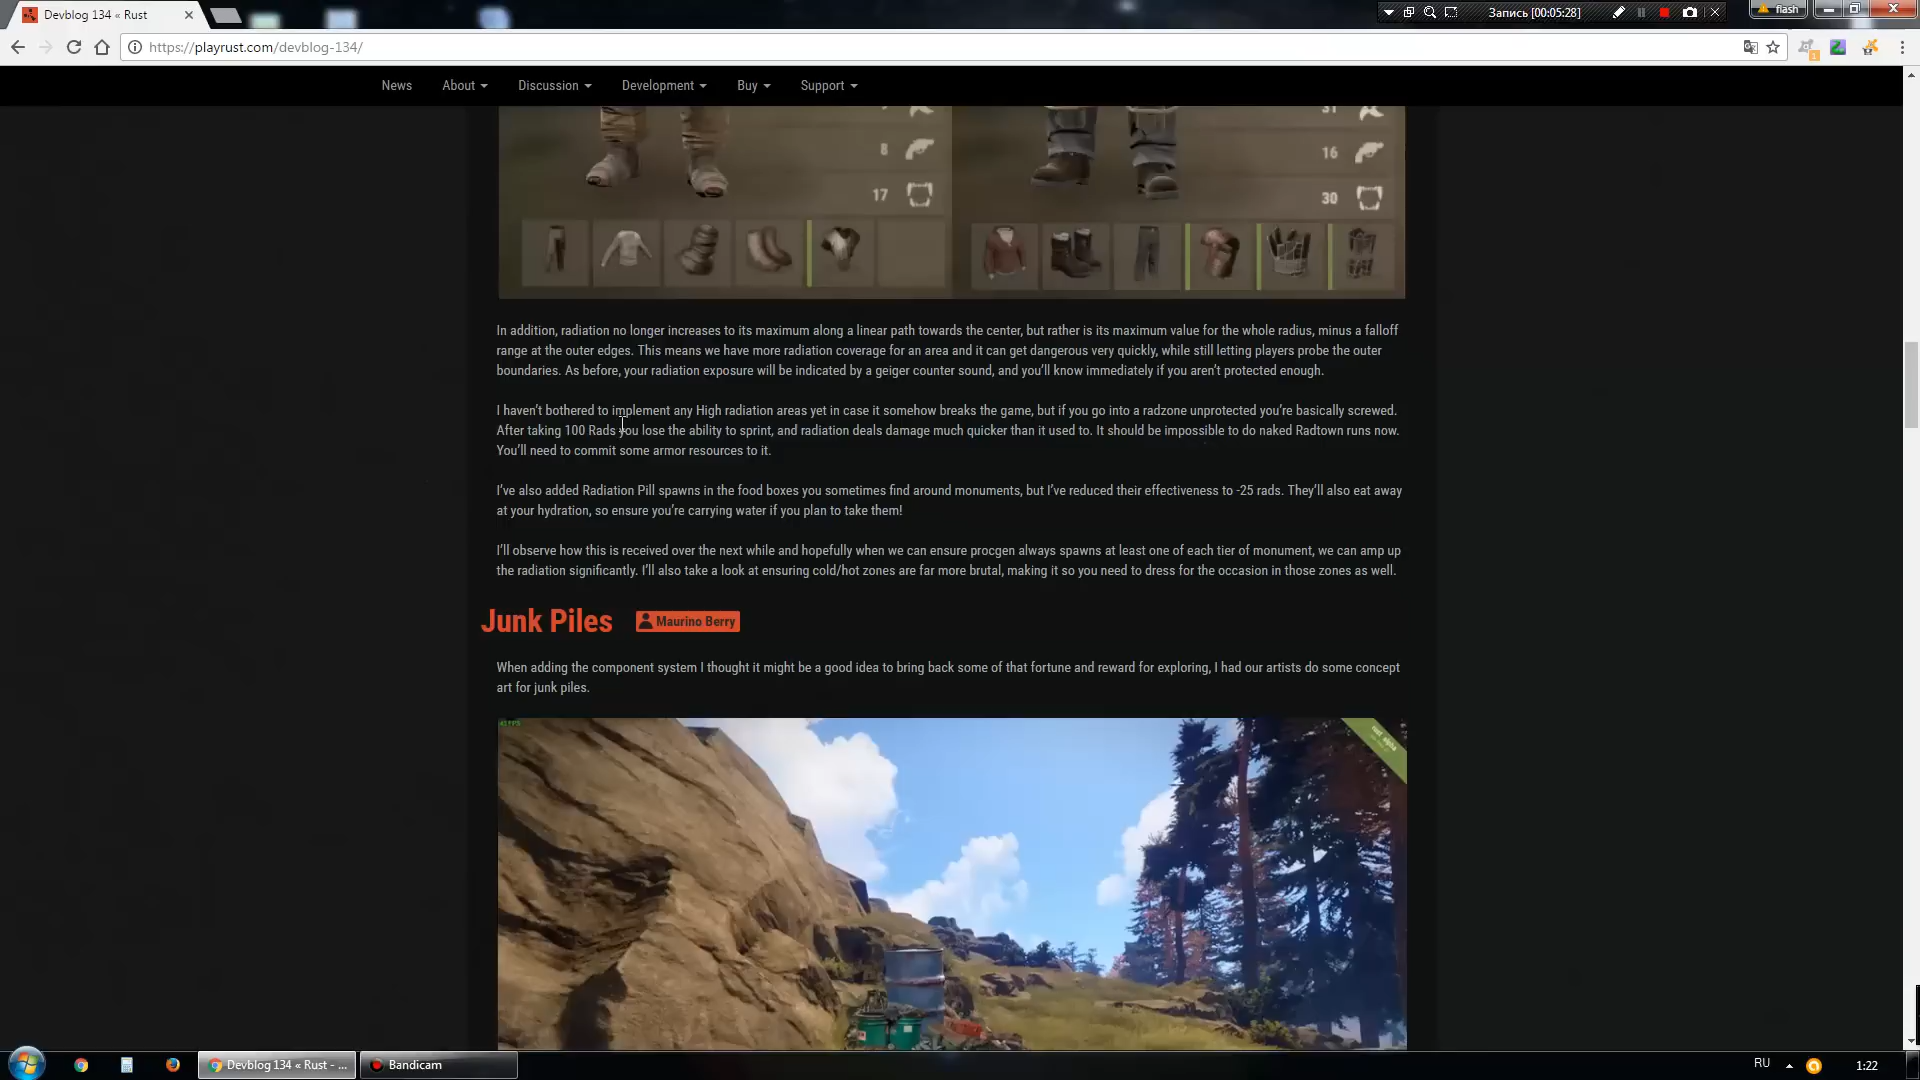 Devblog 134 « Rust
Запись [00:05:28]
flash
https://playrust.com/devblog-134/
1
News About Discussion Development Buy Support
31
8
16
17
30
In addition, radiation no longer increases to its maximum along a linear path towards the center, but rather is its maximum value for the whole radius, minus a falloff
range at the outer edges. This means we have more radiation coverage for an area and it can get dangerous very quickly, while still letting players probe the outer
boundaries. As before, your radiation exposure will be indicated by a geiger counter sound, and you'll know immediately if you aren't protected enough.
I haven't bothered to implement any High radiation areas yet in case it somehow breaks the game, but if you go into a radzone unprotected you're basically screwed.
After taking 100 Rads you lose the ability to sprint, and radiation deals damage much quicker than it used to. It should be impossible to do naked Radtown runs now.
You'll need to commit some armor resources to it.
I've also added Radiation Pill spawns in the food boxes you sometimes find around monuments, but I've reduced their effectiveness to -25 rads. They'll also eat away
at your hydration, so ensure you're carrying water if you plan to take them!
I'll observe how this is received over the next while and hopefully when we can ensure procgen always spawns at least one of each tier of monument, we can amp up
the radiation significantly. I'll also take a look at ensuring cold/hot zones are far more brutal, making it so you need to dress for the occasion in those zones as well.
Junk Piles Maurino Berry
When adding the component system I thought it might be a good idea to bring back some of that fortune and reward for exploring, I had our artists do some concept
art for junk piles.
Devblog 134 « Rust - ...
Bandicam
RU
1:22